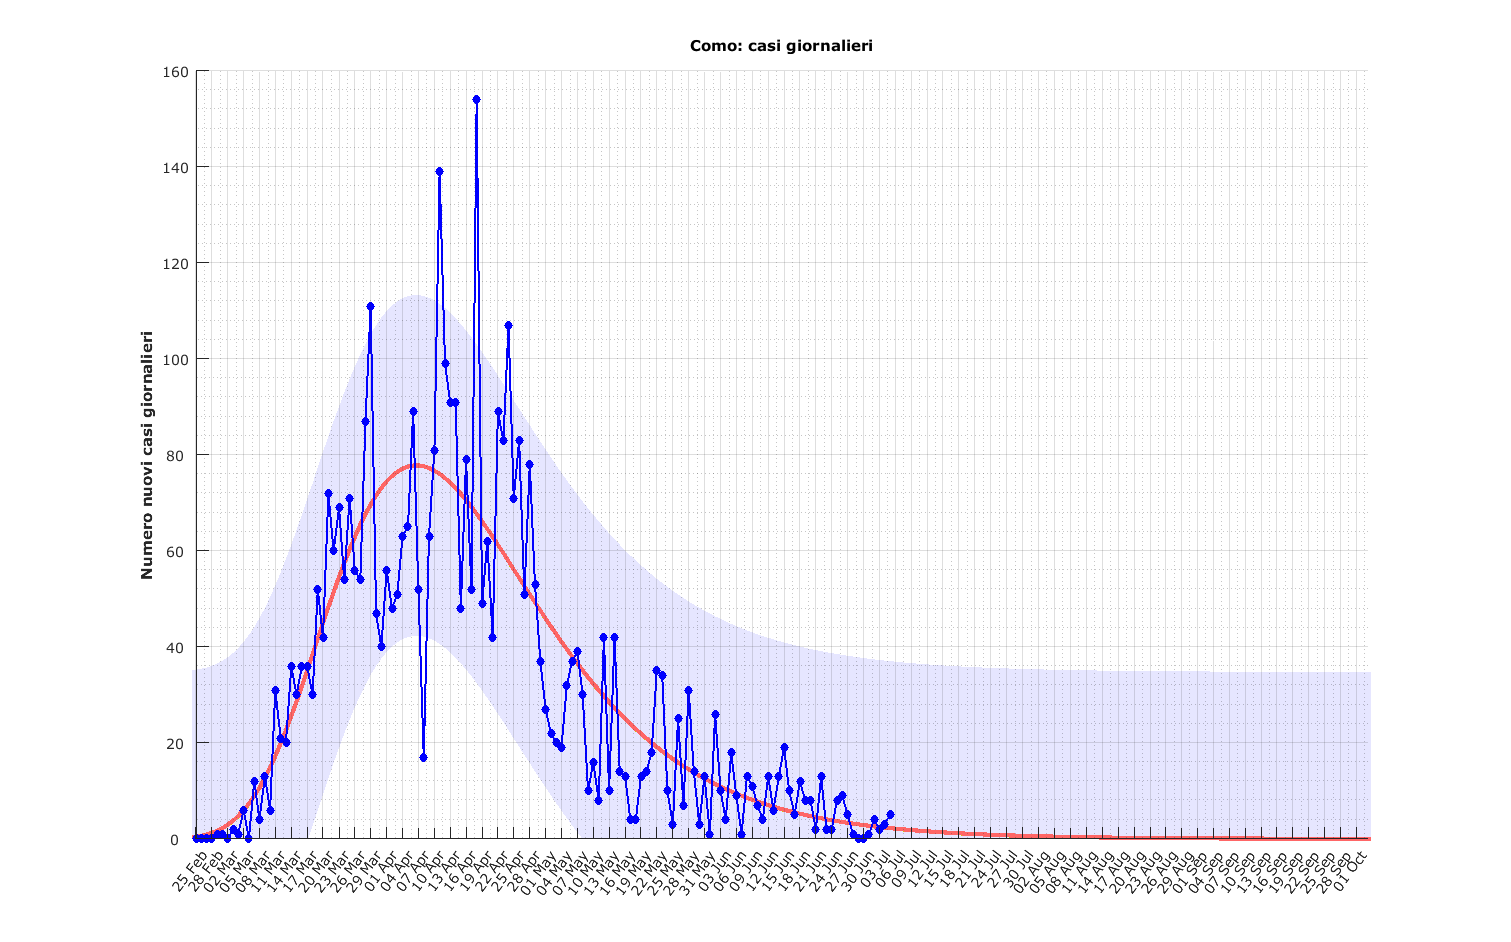 Como: casi giornalieri
Numero nuovi casi giornalieri
160
140
120
100
80
60
40
20
0
25 Feb
28 Feb
02 Mar
05 Mar
08 Mar
11 Mar
14 Mar
17 Mar
20 Mar
23 Mar
26 Mar
29 Mar
01 Apr
04 Apr
07 Apr
10 Apr
13 Apr
16 Apr
19 Apr
22 Apr
25 Apr
28 Apr
01 May
04 May
07 May
10 May
13 May
16 May
19 May
22 May
25 May
28 May
31 May
03 Jun
06 Jun
09 Jun
12 Jun
15 Jun
18 Jun
21 Jun
24 Jun
27 Jun
30 Jun
03 Jul
06 Jul
09 Jul
12 Jul
15 Jul
18 Jul
21 Jul
24 Jul
27 Jul
30 Jul
02 Aug
05 Aug
08 Aug
11 Aug
14 Aug
17 Aug
20 Aug
23 Aug
26 Aug
29 Aug
01 Sep
04 Sep
07 Sep
10 Sep
13 Sep
16 Sep
19 Sep
22 Sep
25 Sep
28 Sep
01 Oct